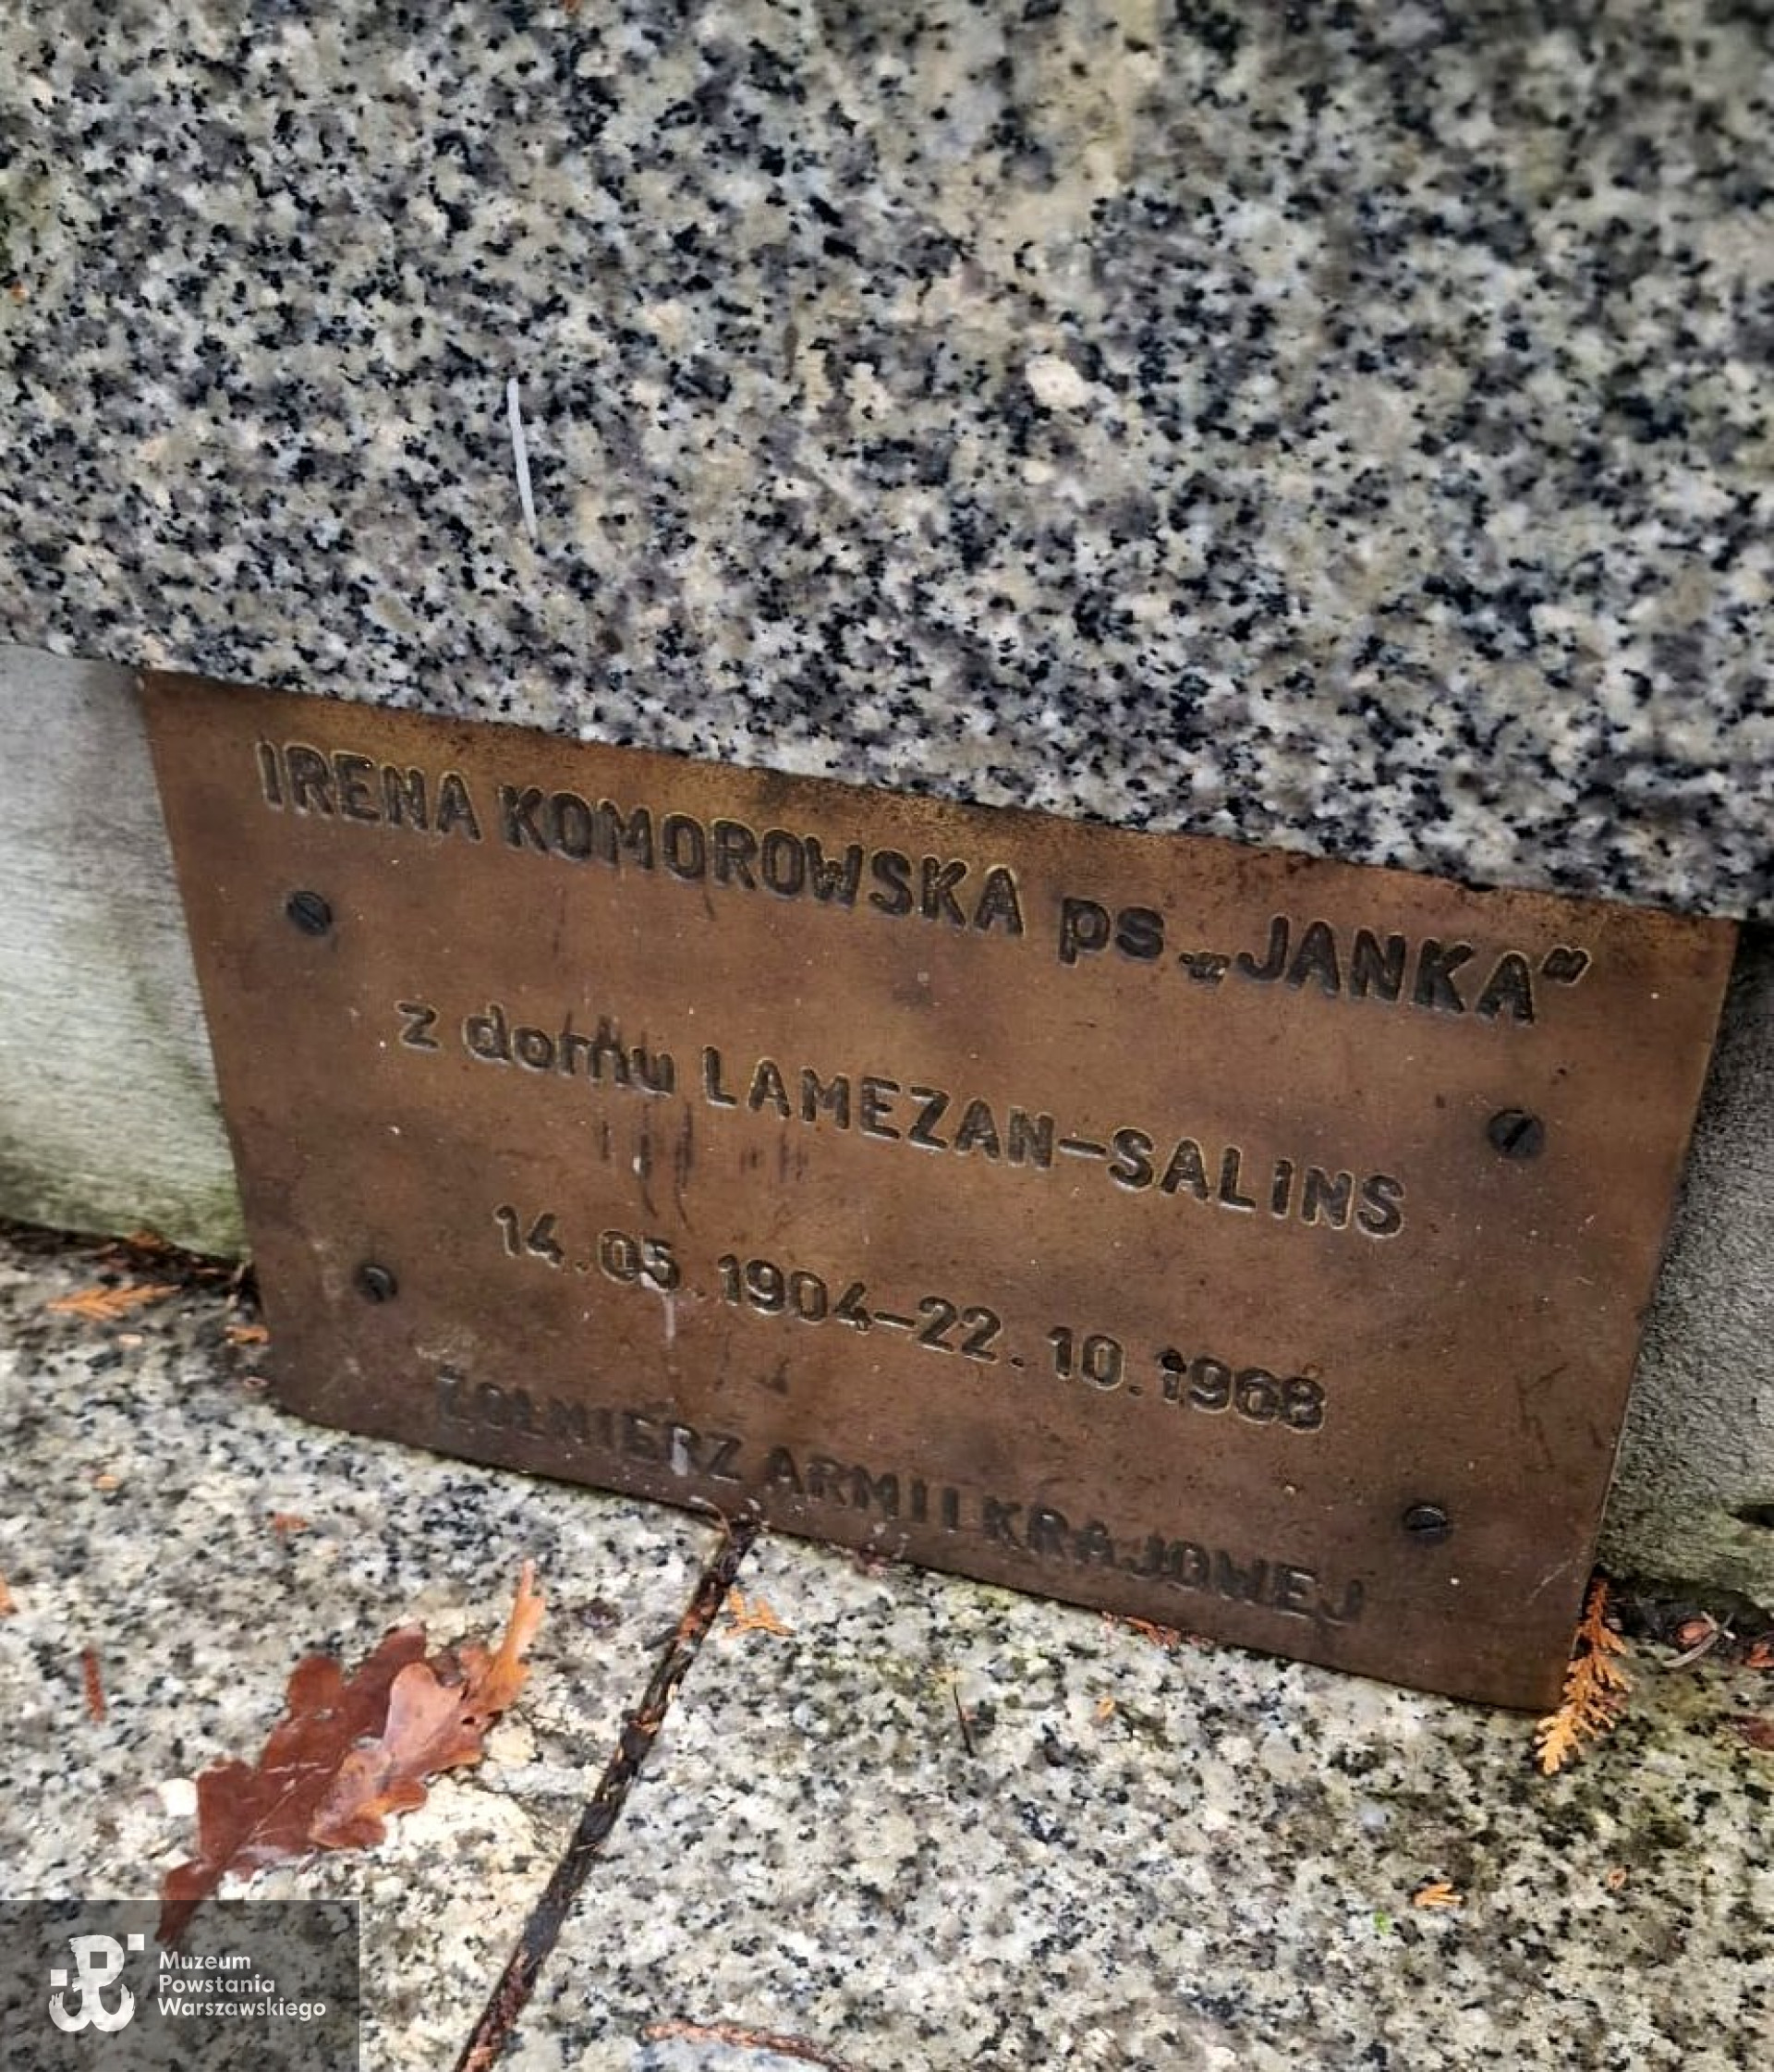 IRENA KOMOROWSKA ps. „JANKA”
z domu LAMEZAN-SALINS
14.05.1904-22.10.1968
ŻOŁNIERZ ARMII KRAJOWEJ
Muzeum
Powstania
Warszawskiego